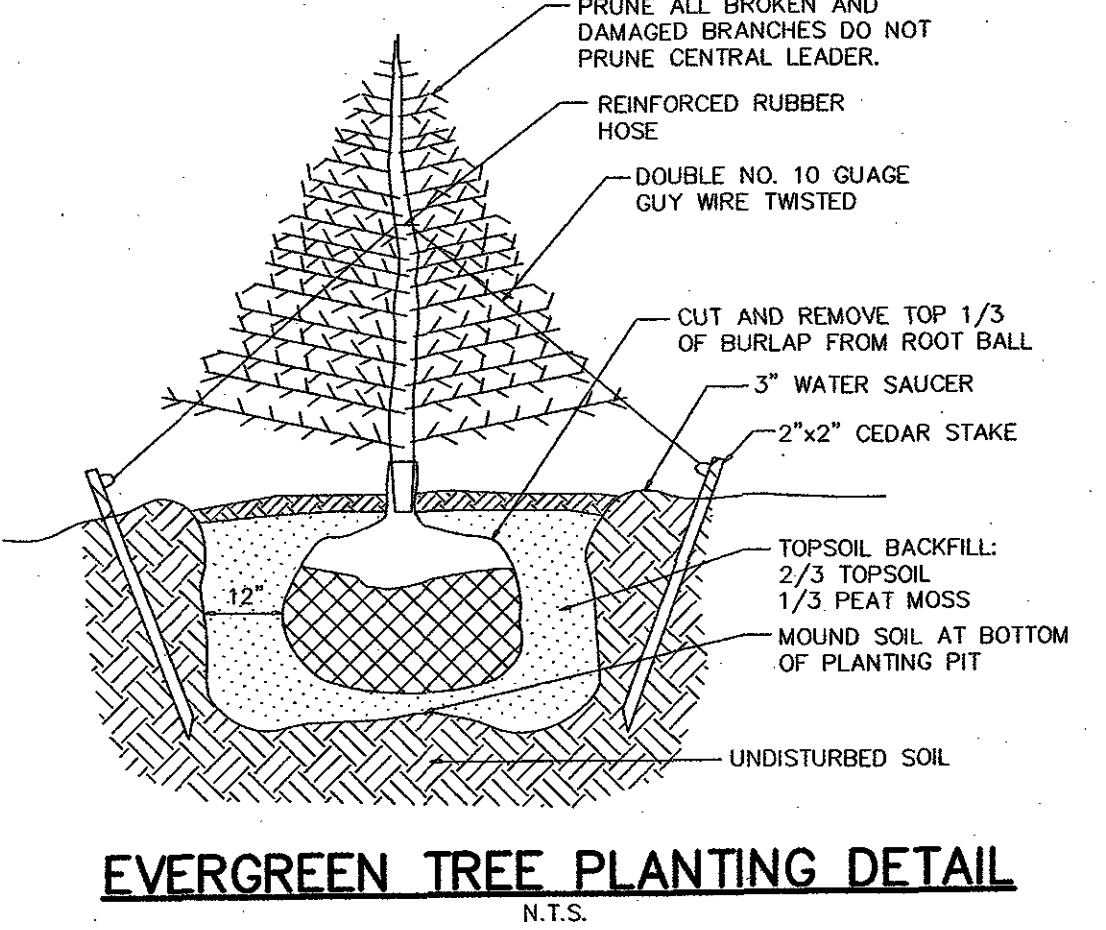 PRUNE ALL BROKEN AND
DAMAGED BRANCHES DO NOT
PRUNE CENTRAL LEADER.
REINFORCED RUBBER
HOSE
DOUBLE NO. 10 GUAGE
GUY WIRE TWISTED
CUT AND REMOVE TOP 1/3
OF BURLAP FROM ROOT BALL
3" WATER SAUCER
2"x2" CEDAR STAKE
12"
TOPSOIL BACKFILL:
2/3 TOPSOIL
1/3 PEAT MOSS
MOUND SOIL AT BOTTOM
OF PLANTING PIT
UNDISTURBED SOIL
EVERGREEN TREE PLANTING DETAIL
N.T.S.